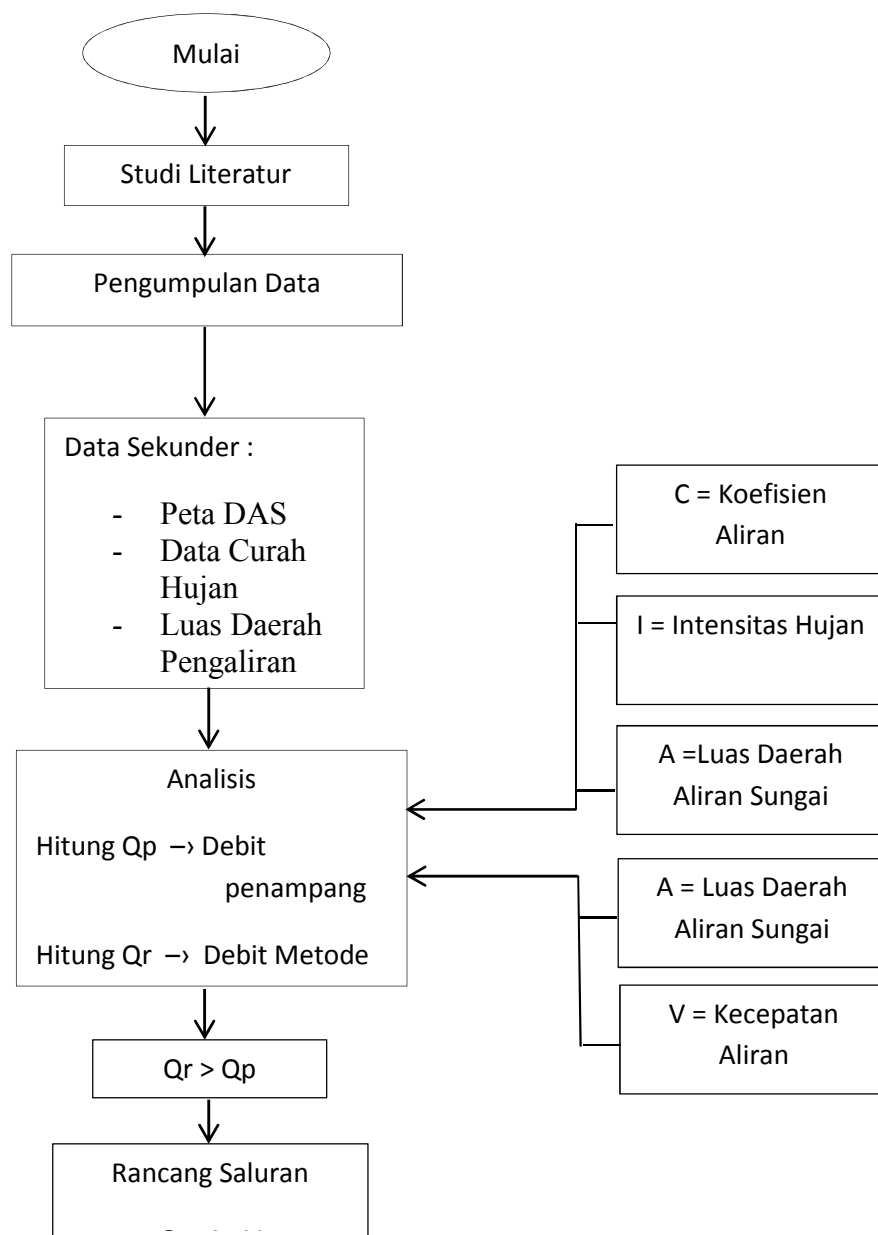 Mulai
Studi Literatur
Pengumpulan Data
Data Sekunder :
- Peta DAS
- Data Curah
Hujan
- Luas Daerah
Pengaliran
Analisis
Hitung Qp –› Debit
penampang
Hitung Qr –› Debit Metode
Qr > Qp
Rancang Saluran
C = Koefisien
Aliran
I = Intensitas Hujan
A =Luas Daerah
Aliran Sungai
A = Luas Daerah
Aliran Sungai
V = Kecepatan
Aliran